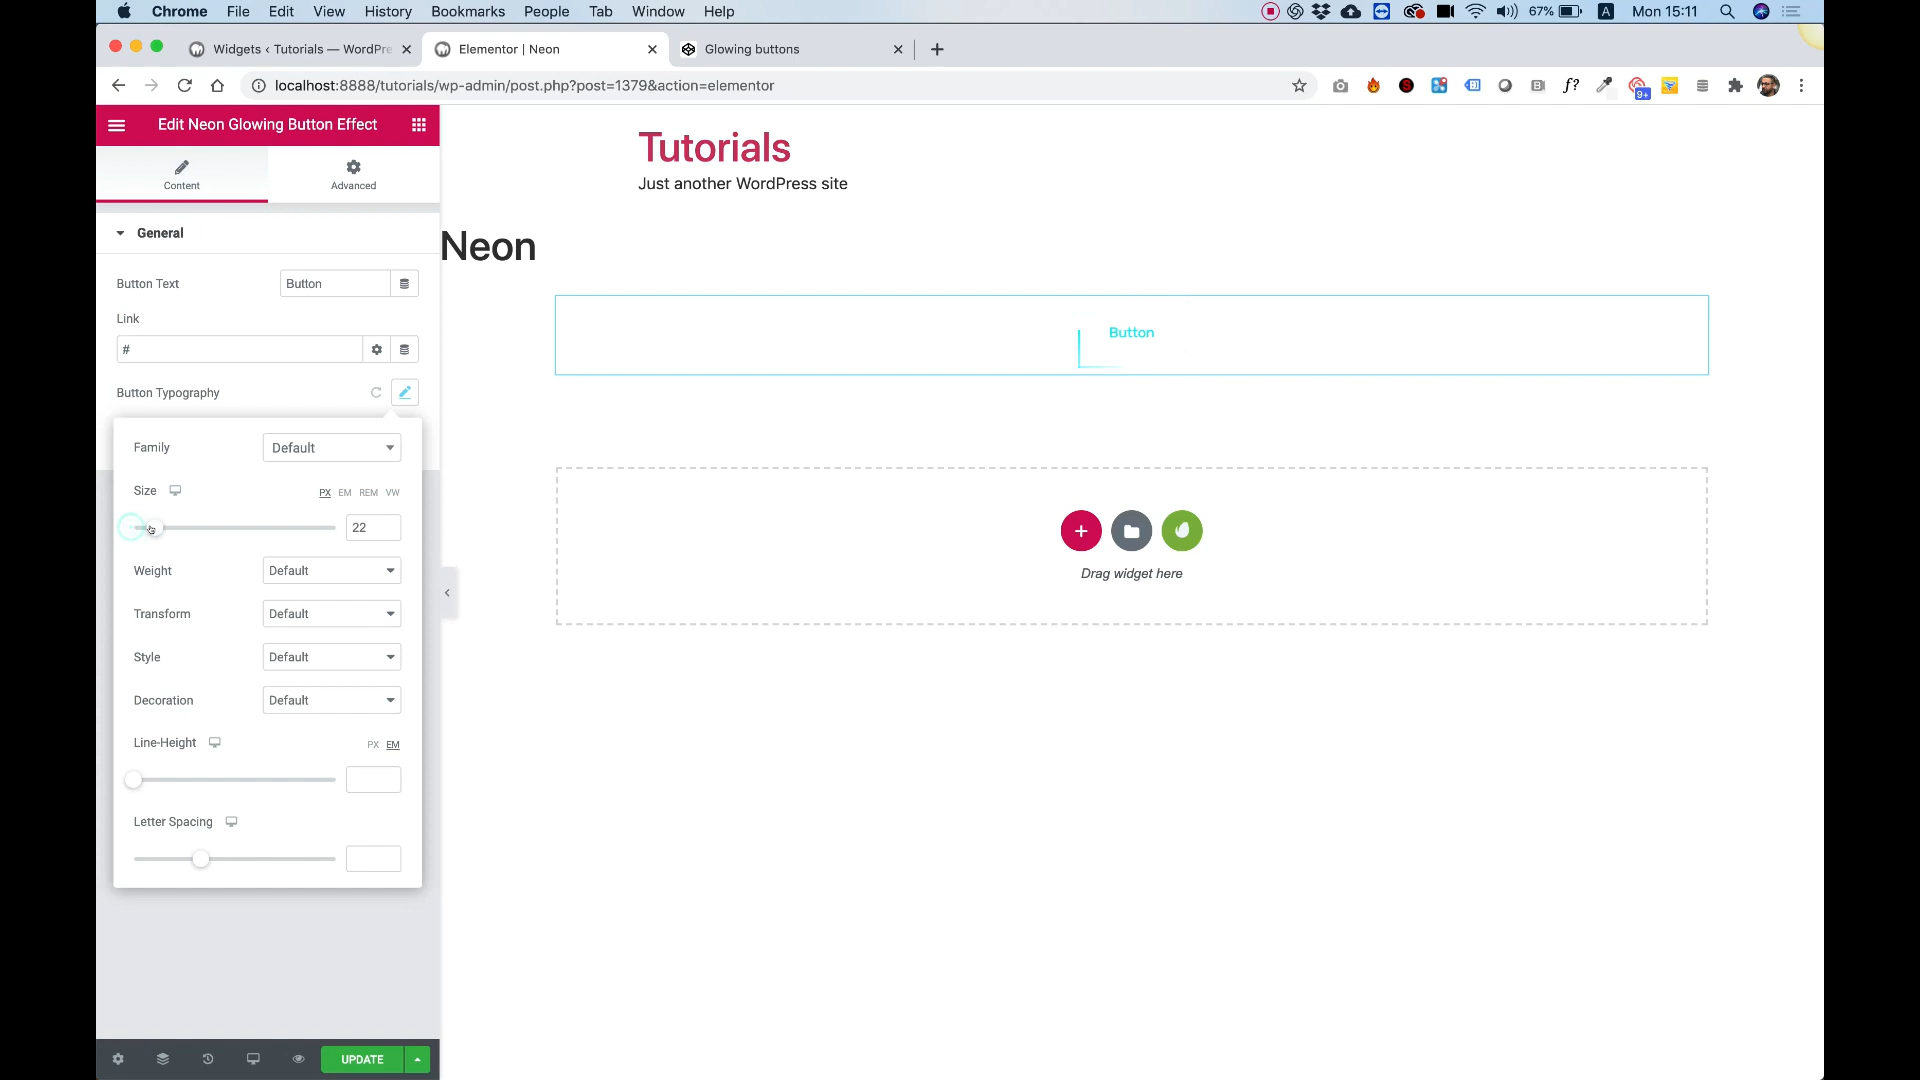 Chrome File Edit View History Bookmarks People Tab Window Help 67% A Mon 15:11
Widgets ‹ Tutorials — WordPre Elementor | Neon Glowing buttons
localhost:8888/tutorials/wp-admin/post.php?post=1379&action=elementor f? 9+
Edit Neon Glowing Button Effect
Content Advanced
General
Button Text Button
Link
#
Button Typography
Family Default
Size PX EM REM VW
22
Weight Default
Transform Default
Style Default
Decoration Default
Line-Height PX EM
Letter Spacing
UPDATE
Tutorials
Just another WordPress site
Neon
Button
Drag widget here